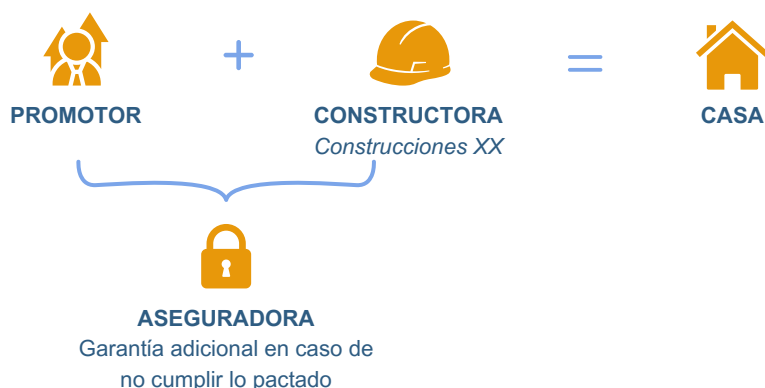 PROMOTOR
CONSTRUCTORA
CASA
Construcciones XX
ASEGURADORA
Garantía adicional en caso de
no cumplir lo pactado